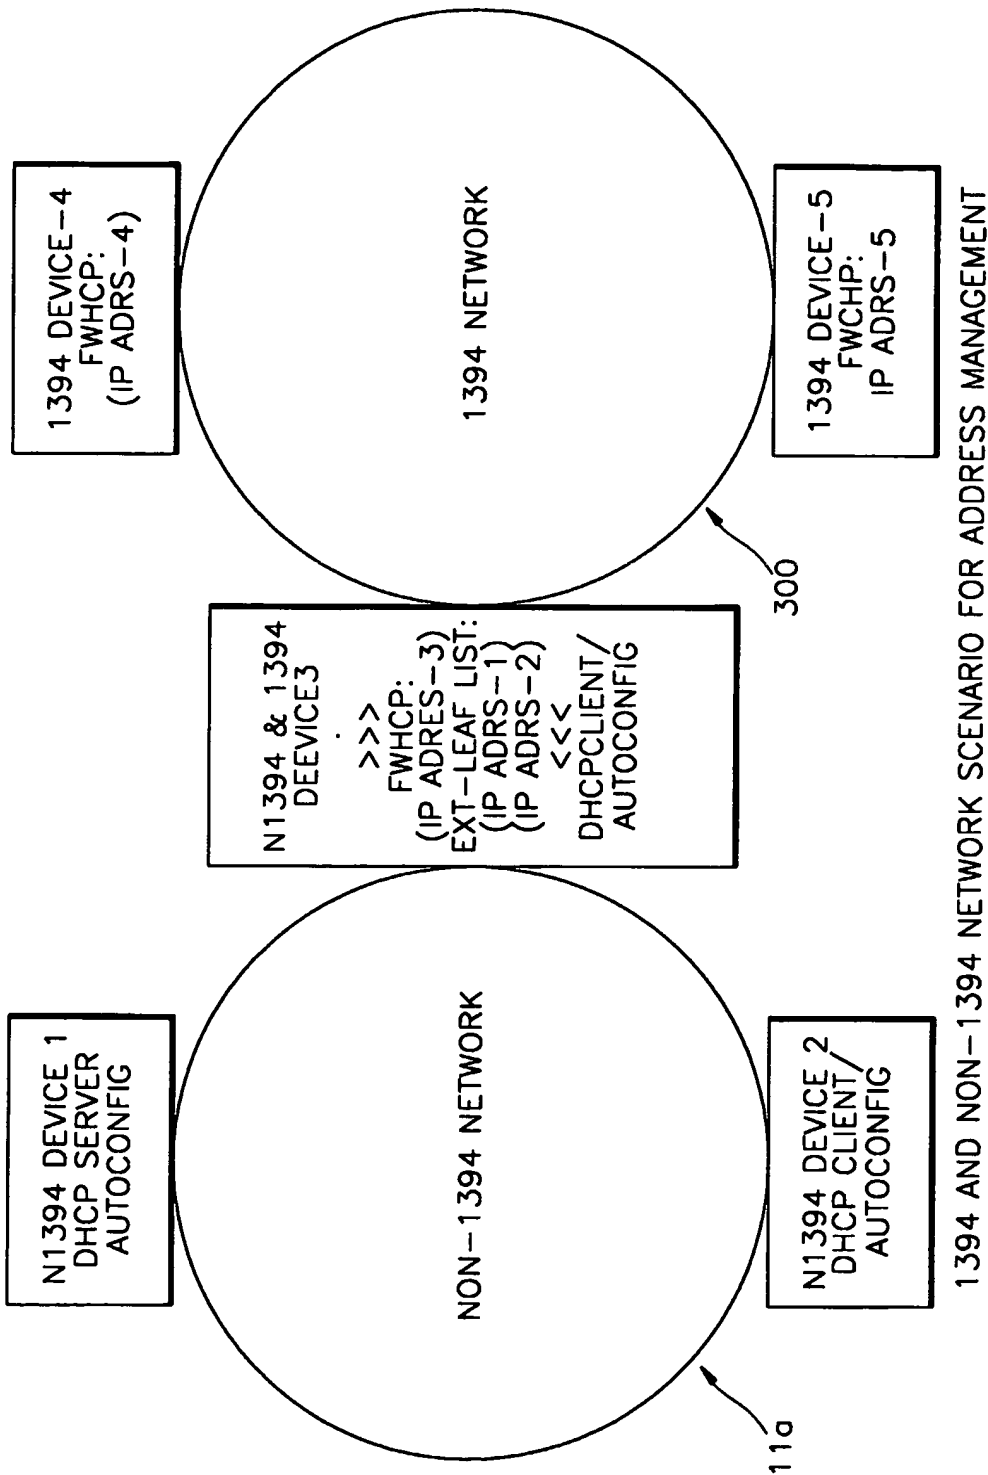 N1394 DEVICE 1
DHCP SERVER
AUTOCONFIG
1394 DEVICE-4
FWHCP:
(IP ADRS-4)
NON-1394 NETWORK
N1394 & 1394
DEEVICE3
>>>
FWHCP:
(IP ADRES-3)
EXT-LEAF LIST:
(IP ADRS-1)
(IP ADRS-2)
<<<
DHCPCLIENT/
AUTOCONFIG
1394 NETWORK
11a
N1394 DEVICE 2
DHCP CLIENT/
AUTOCONFIG
300
1394 DEVICE-5
FWCHP:
IP ADRS-5
1394 AND NON-1394 NETWORK SCENARIO FOR ADDRESS MANAGEMENT